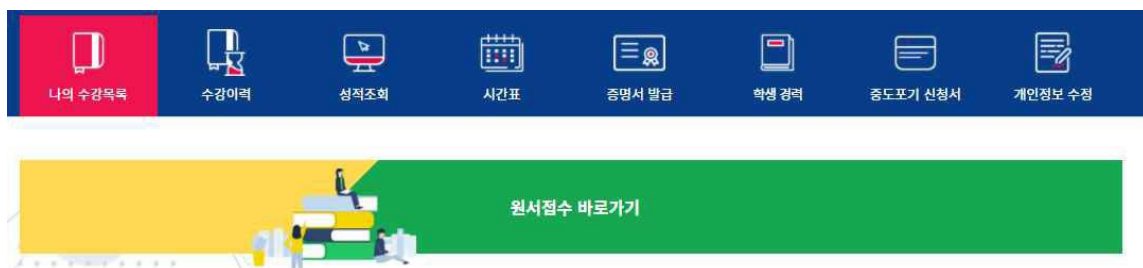 나의 수강목록
수강이력
성적조회
시간표
증명서 발급
학생 경력
중도포기 신청서
개인정보 수정
원서접수 바로가기